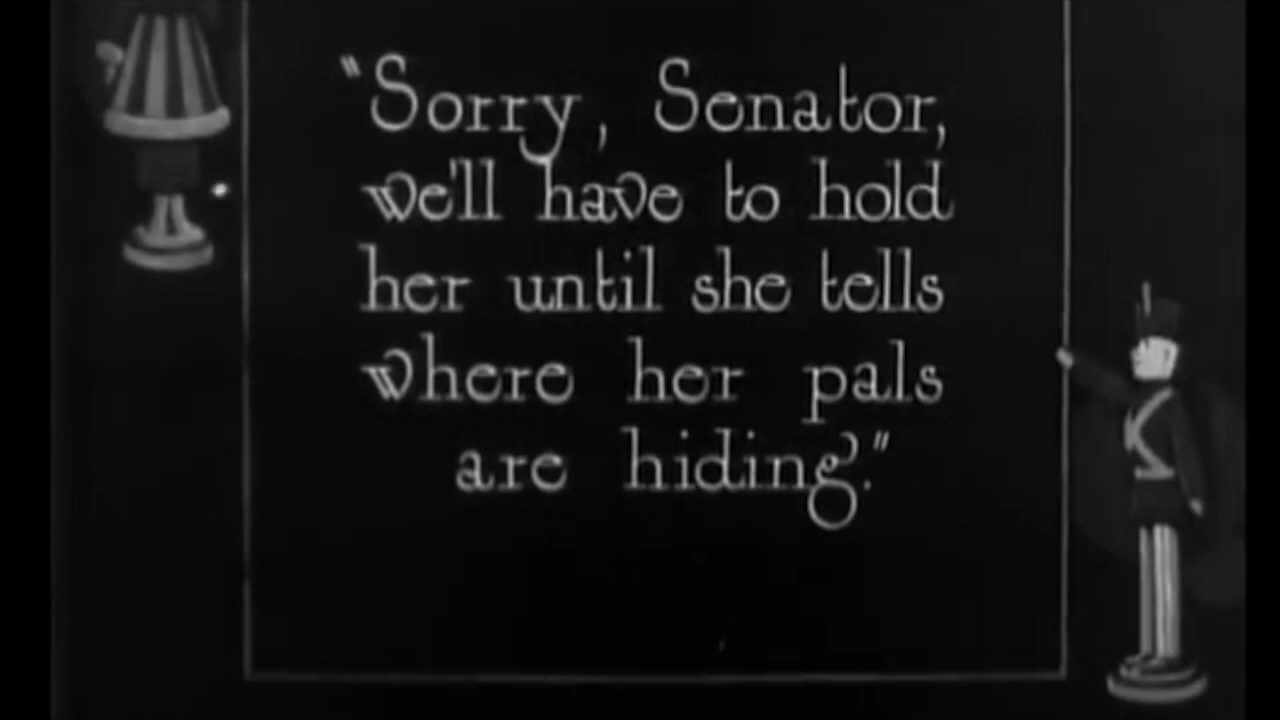 "Sorry, Senator,
we'll have to hold
her until she tells
where her pals
are hiding."